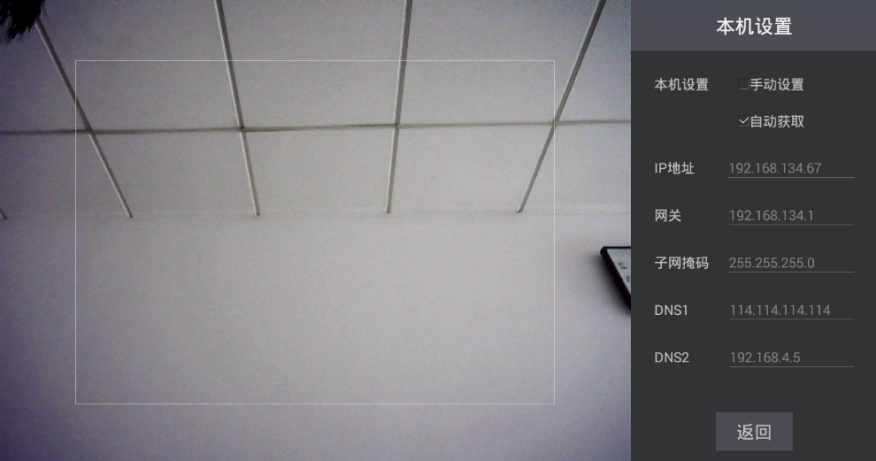 本机设置
本机设置 手动设置
自动获取
IP地址 192.168.134.67
网关 192.168.134.1
子网掩码 255.255.255.0
DNS1 114.114.114.114
DNS2 192.168.4.5
返回